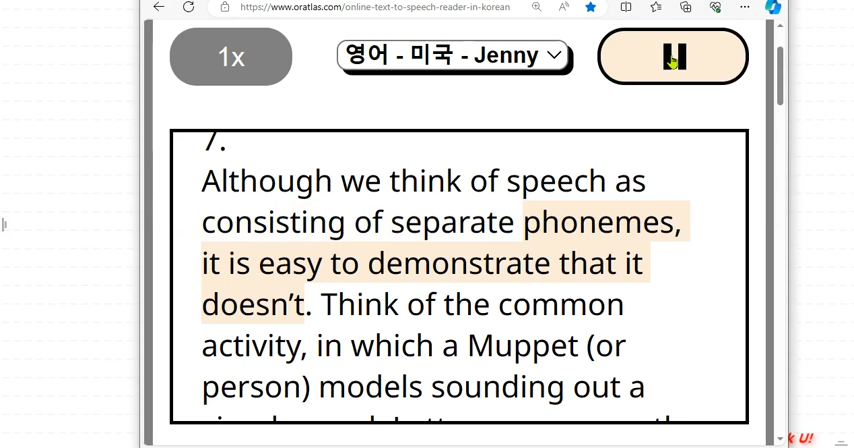 https://www.oratlas.com/online-text-to-speech-reader-in-korean
1x
영어 - 미국 - Jenny
7.
Although we think of speech as
consisting of separate phonemes,
it is easy to demonstrate that it
doesn’t. Think of the common
activity, in which a Muppet (or
person) models sounding out a
k U!